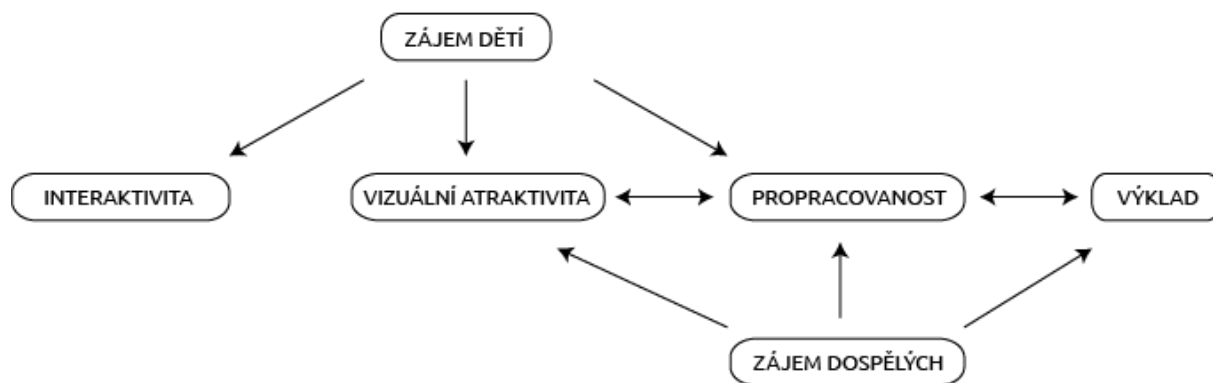 ZÁJEM DĚTÍ
INTERAKTIVITA
VIZUÁLNÍ ATRAKTIVITA
PROPRACOVANOST
VÝKLAD
ZÁJEM DOSPĚLÝCH